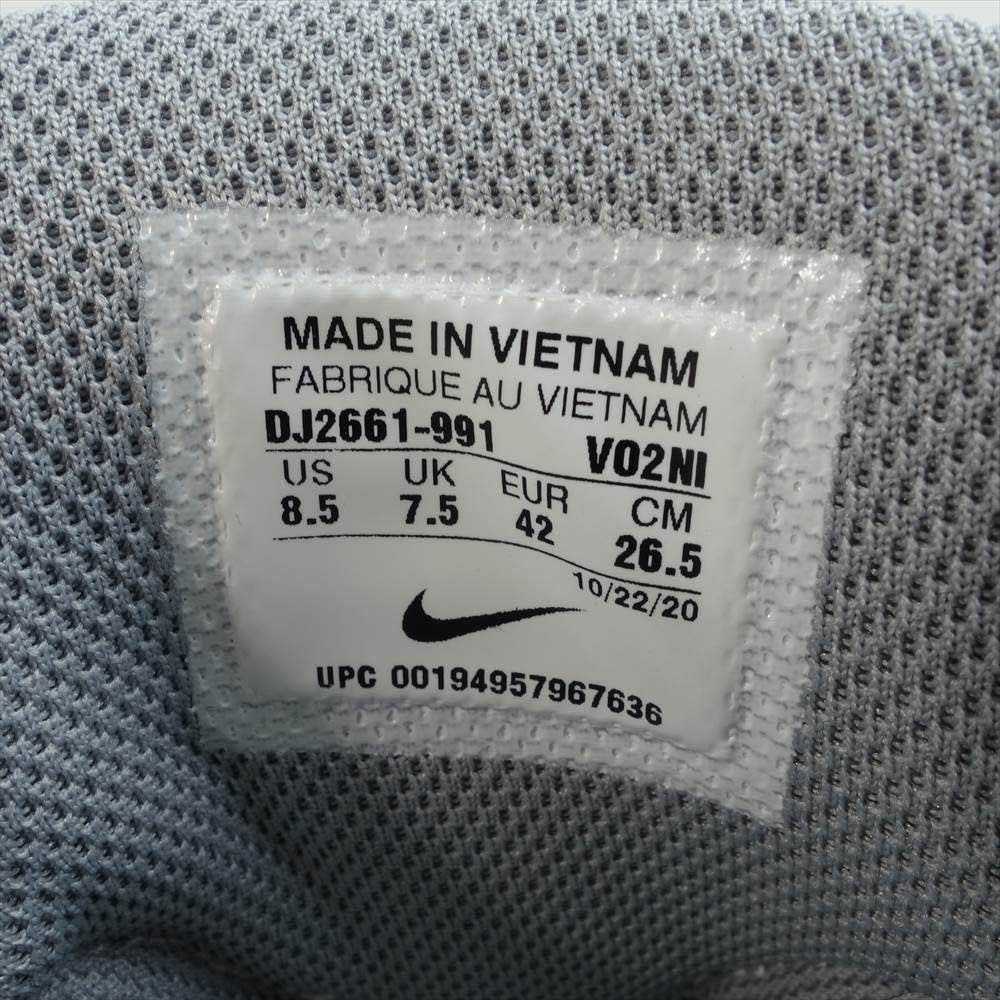 MADE IN VIETNAM
FABRIQUE AU VIETNAM
DJ2661-991 VO2NI
US UK EUR CM
8.5 7.5 42 26.5
10/22/20
UPC 00194957967636